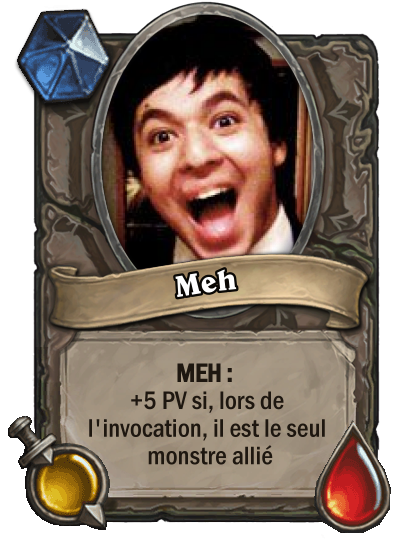 Meh
MEH :
+5 PV si, lors de
l'invocation, il est le seul
monstre allié